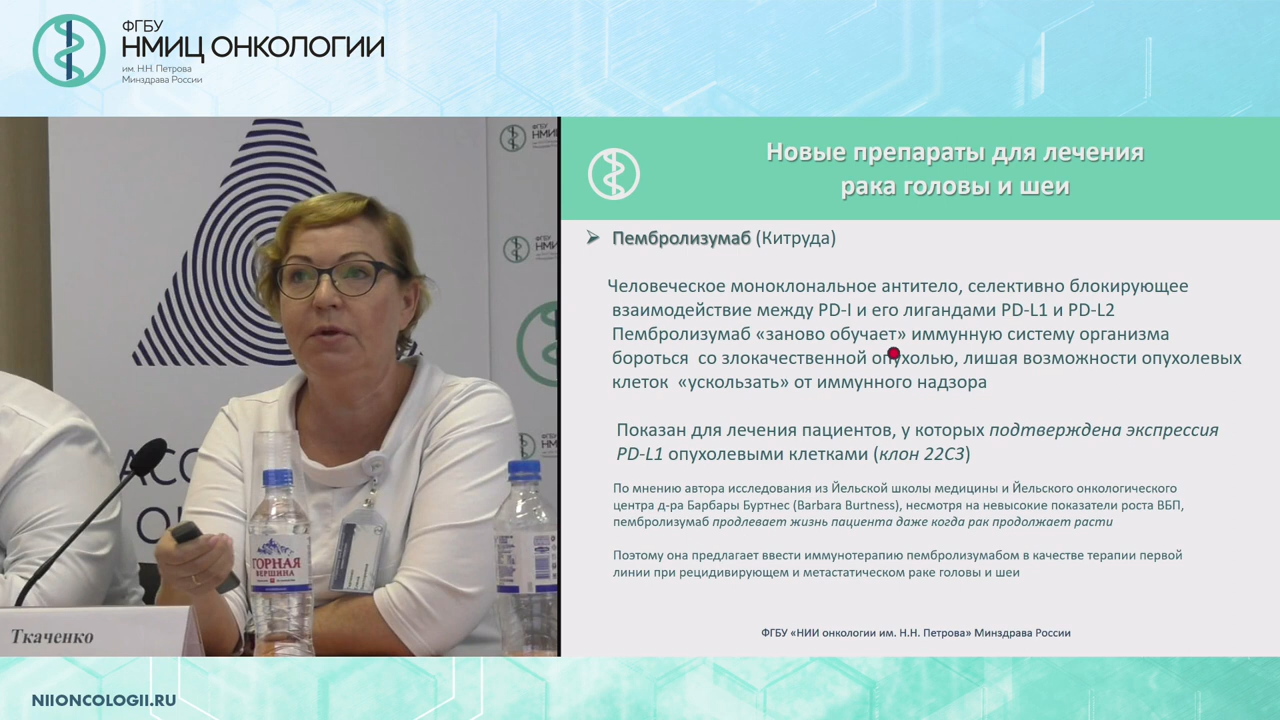 ФГБУ
НМИЦ ОНКОЛОГИИ
им. Н.Н. Петрова
Минздрава России
ФГБУ
НМИ
ФГБУ
НМИ
НМИ
АСС
ГОРНАЯ
ВЕРШИНА
Ткаченко
Новые препараты для лечения
рака головы и шеи
➢ Пембролизумаб (Китруда)
Человеческое моноклональное антитело, селективно блокирующее
взаимодействие между PD-I и его лигандами PD-L1 и PD-L2
Пембролизумаб «заново обучает» иммунную систему организма
бороться со злокачественной опухолью, лишая возможности опухолевых
клеток «ускользать» от иммунного надзора
Показан для лечения пациентов, у которых подтверждена экспрессия
PD-L1 опухолевыми клетками (клон 22С3)
По мнению автора исследования из Йельской школы медицины и Йельского онкологического
центра д-ра Барбары Буртнес (Barbara Burtness), несмотря на невысокие показатели роста ВБП,
пембролизумаб продлевает жизнь пациента даже когда рак продолжает расти
Поэтому она предлагает ввести иммунотерапию пембролизумабом в качестве терапии первой
линии при рецидивирующем и метастатическом раке головы и шеи
ФГБУ «НИИ онкологии им. Н.Н. Петрова» Минздрава России
NIIONCOLOGII.RU